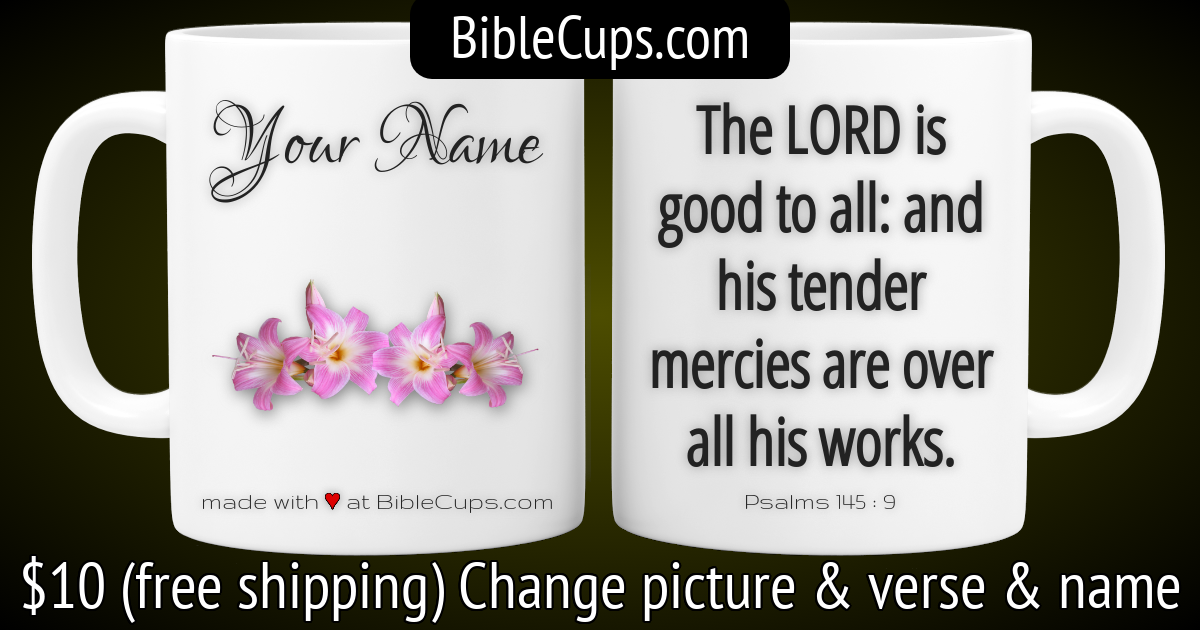 BibleCups.com
Your Name
made with ♥ at BibleCups.com
The LORD is
good to all: and
his tender
mercies are over
all his works.
Psalms 145 : 9
$10 (free shipping) Change picture & verse & name